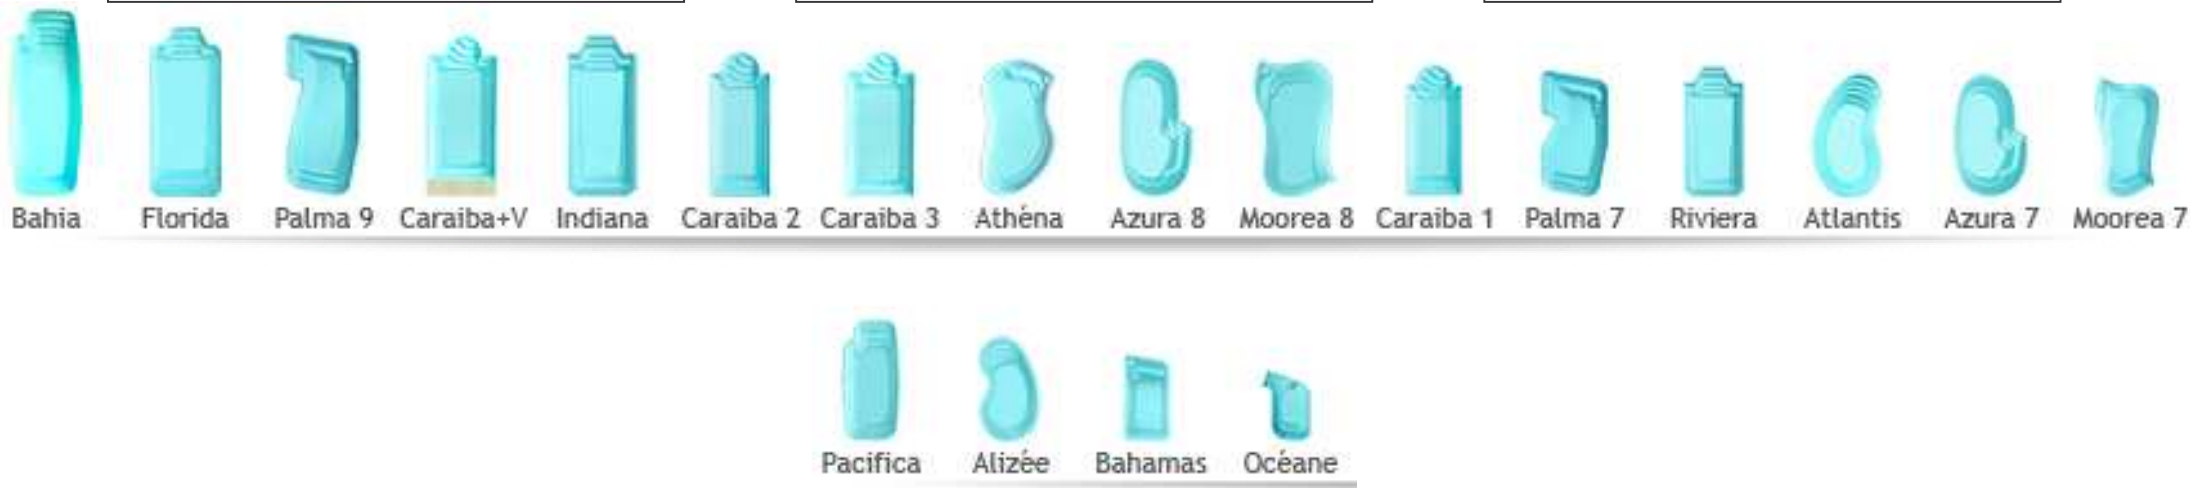 Bahia Florida Palma 9 Caraiba+V Indiana Caraiba 2 Caraiba 3 Athéna Azura 8 Moorea 8 Caraiba 1 Palma 7 Riviera Atlantis Azura 7 Moorea 7
Pacifica Alizée Bahamas Océane